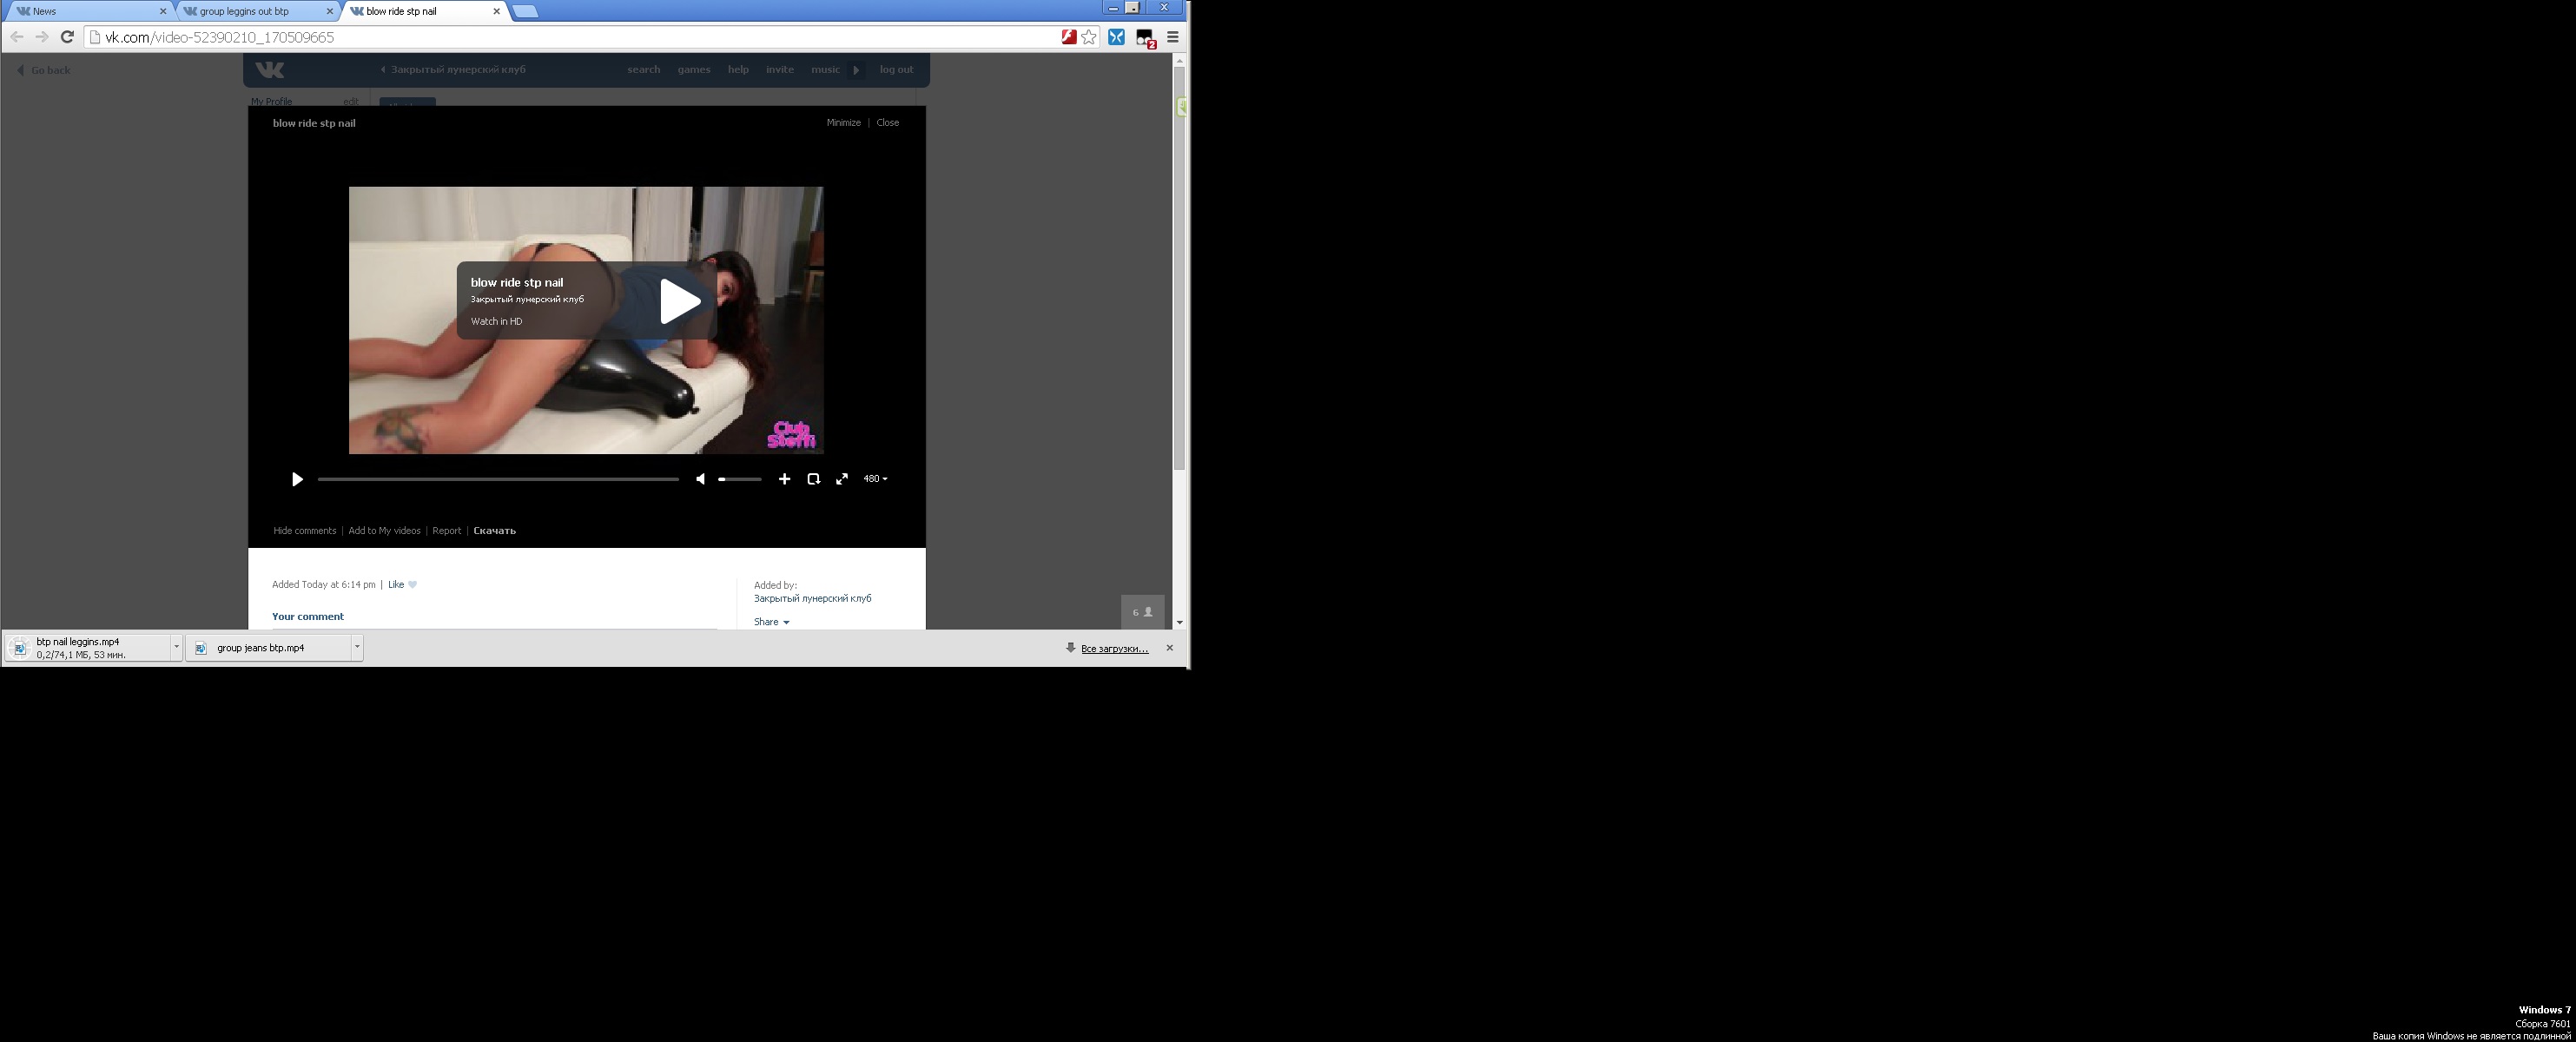 News
group leggins out btp
blow ride stp nail
vk.com/video-52390210_170509665
2
Go back
Закрытый лунерский клуб
search
games
help
invite
music
log out
My Profile
edit
blow ride stp nail
Minimize | Close
blow ride stp nail
Закрытый лунерский клуб
Watch in HD
Club
Steffi
480
Hide comments | Add to My videos | Report | Скачать
Added Today at 6:14 pm | Like
Added by:
Закрытый лунерский клуб
Your comment
Share
6
btp nail leggins.mp4
0,2/74,1 МБ, 53 мин.
group jeans btp.mp4
Все загрузки...
Windows 7
Сборка 7601
Ваша копия Windows не является подлинной